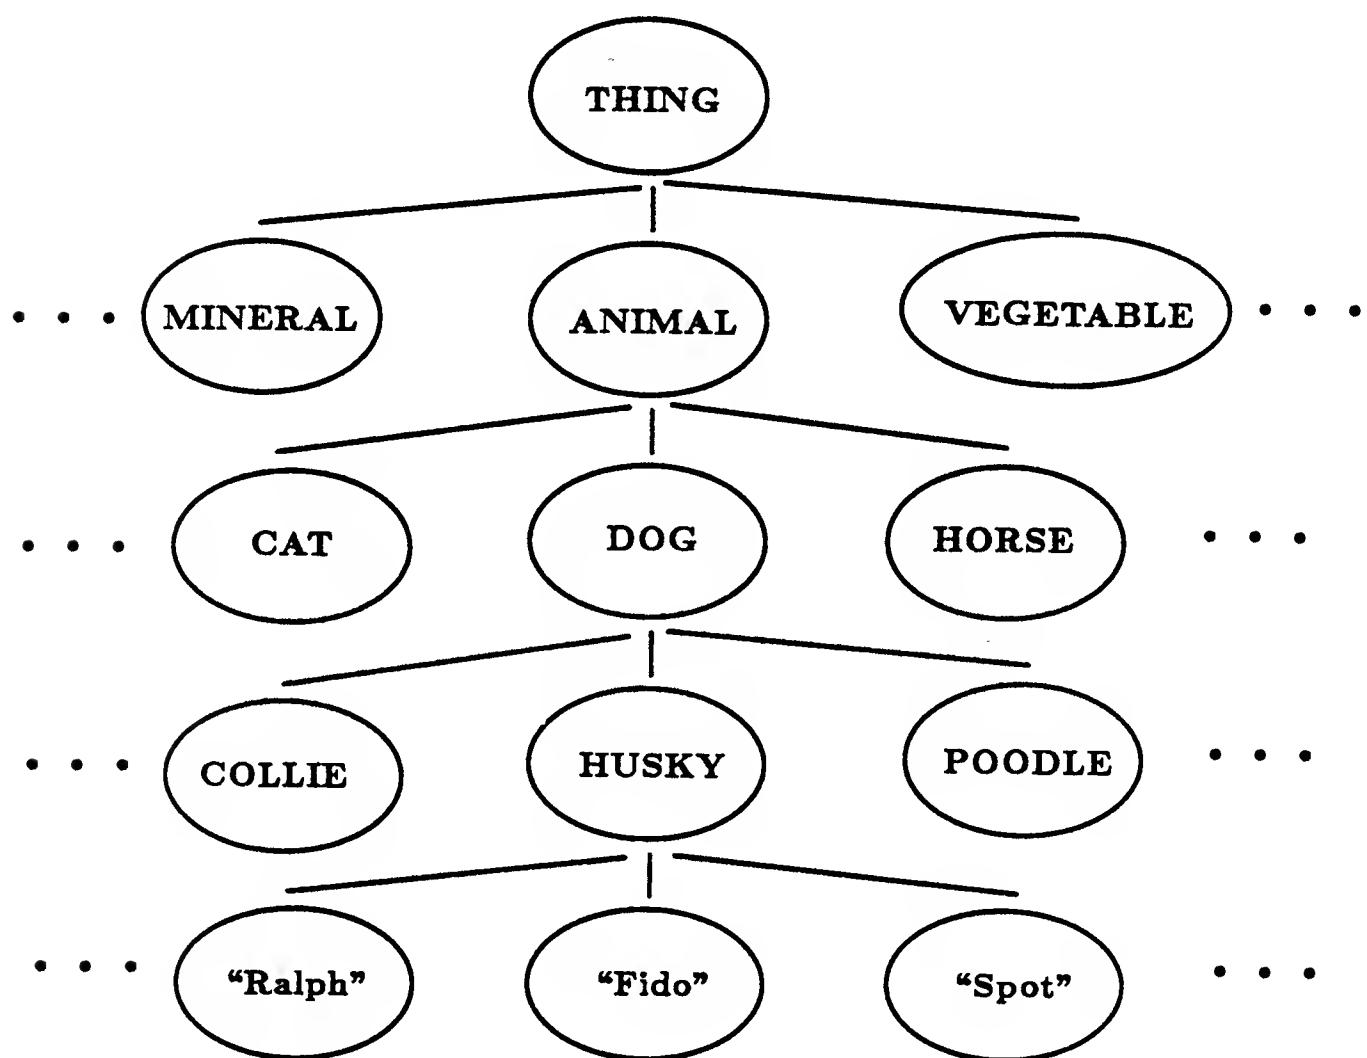 THING
MINERAL ANIMAL VEGETABLE
CAT DOG HORSE
COLLIE HUSKY POODLE
“Ralph” “Fido” “Spot”